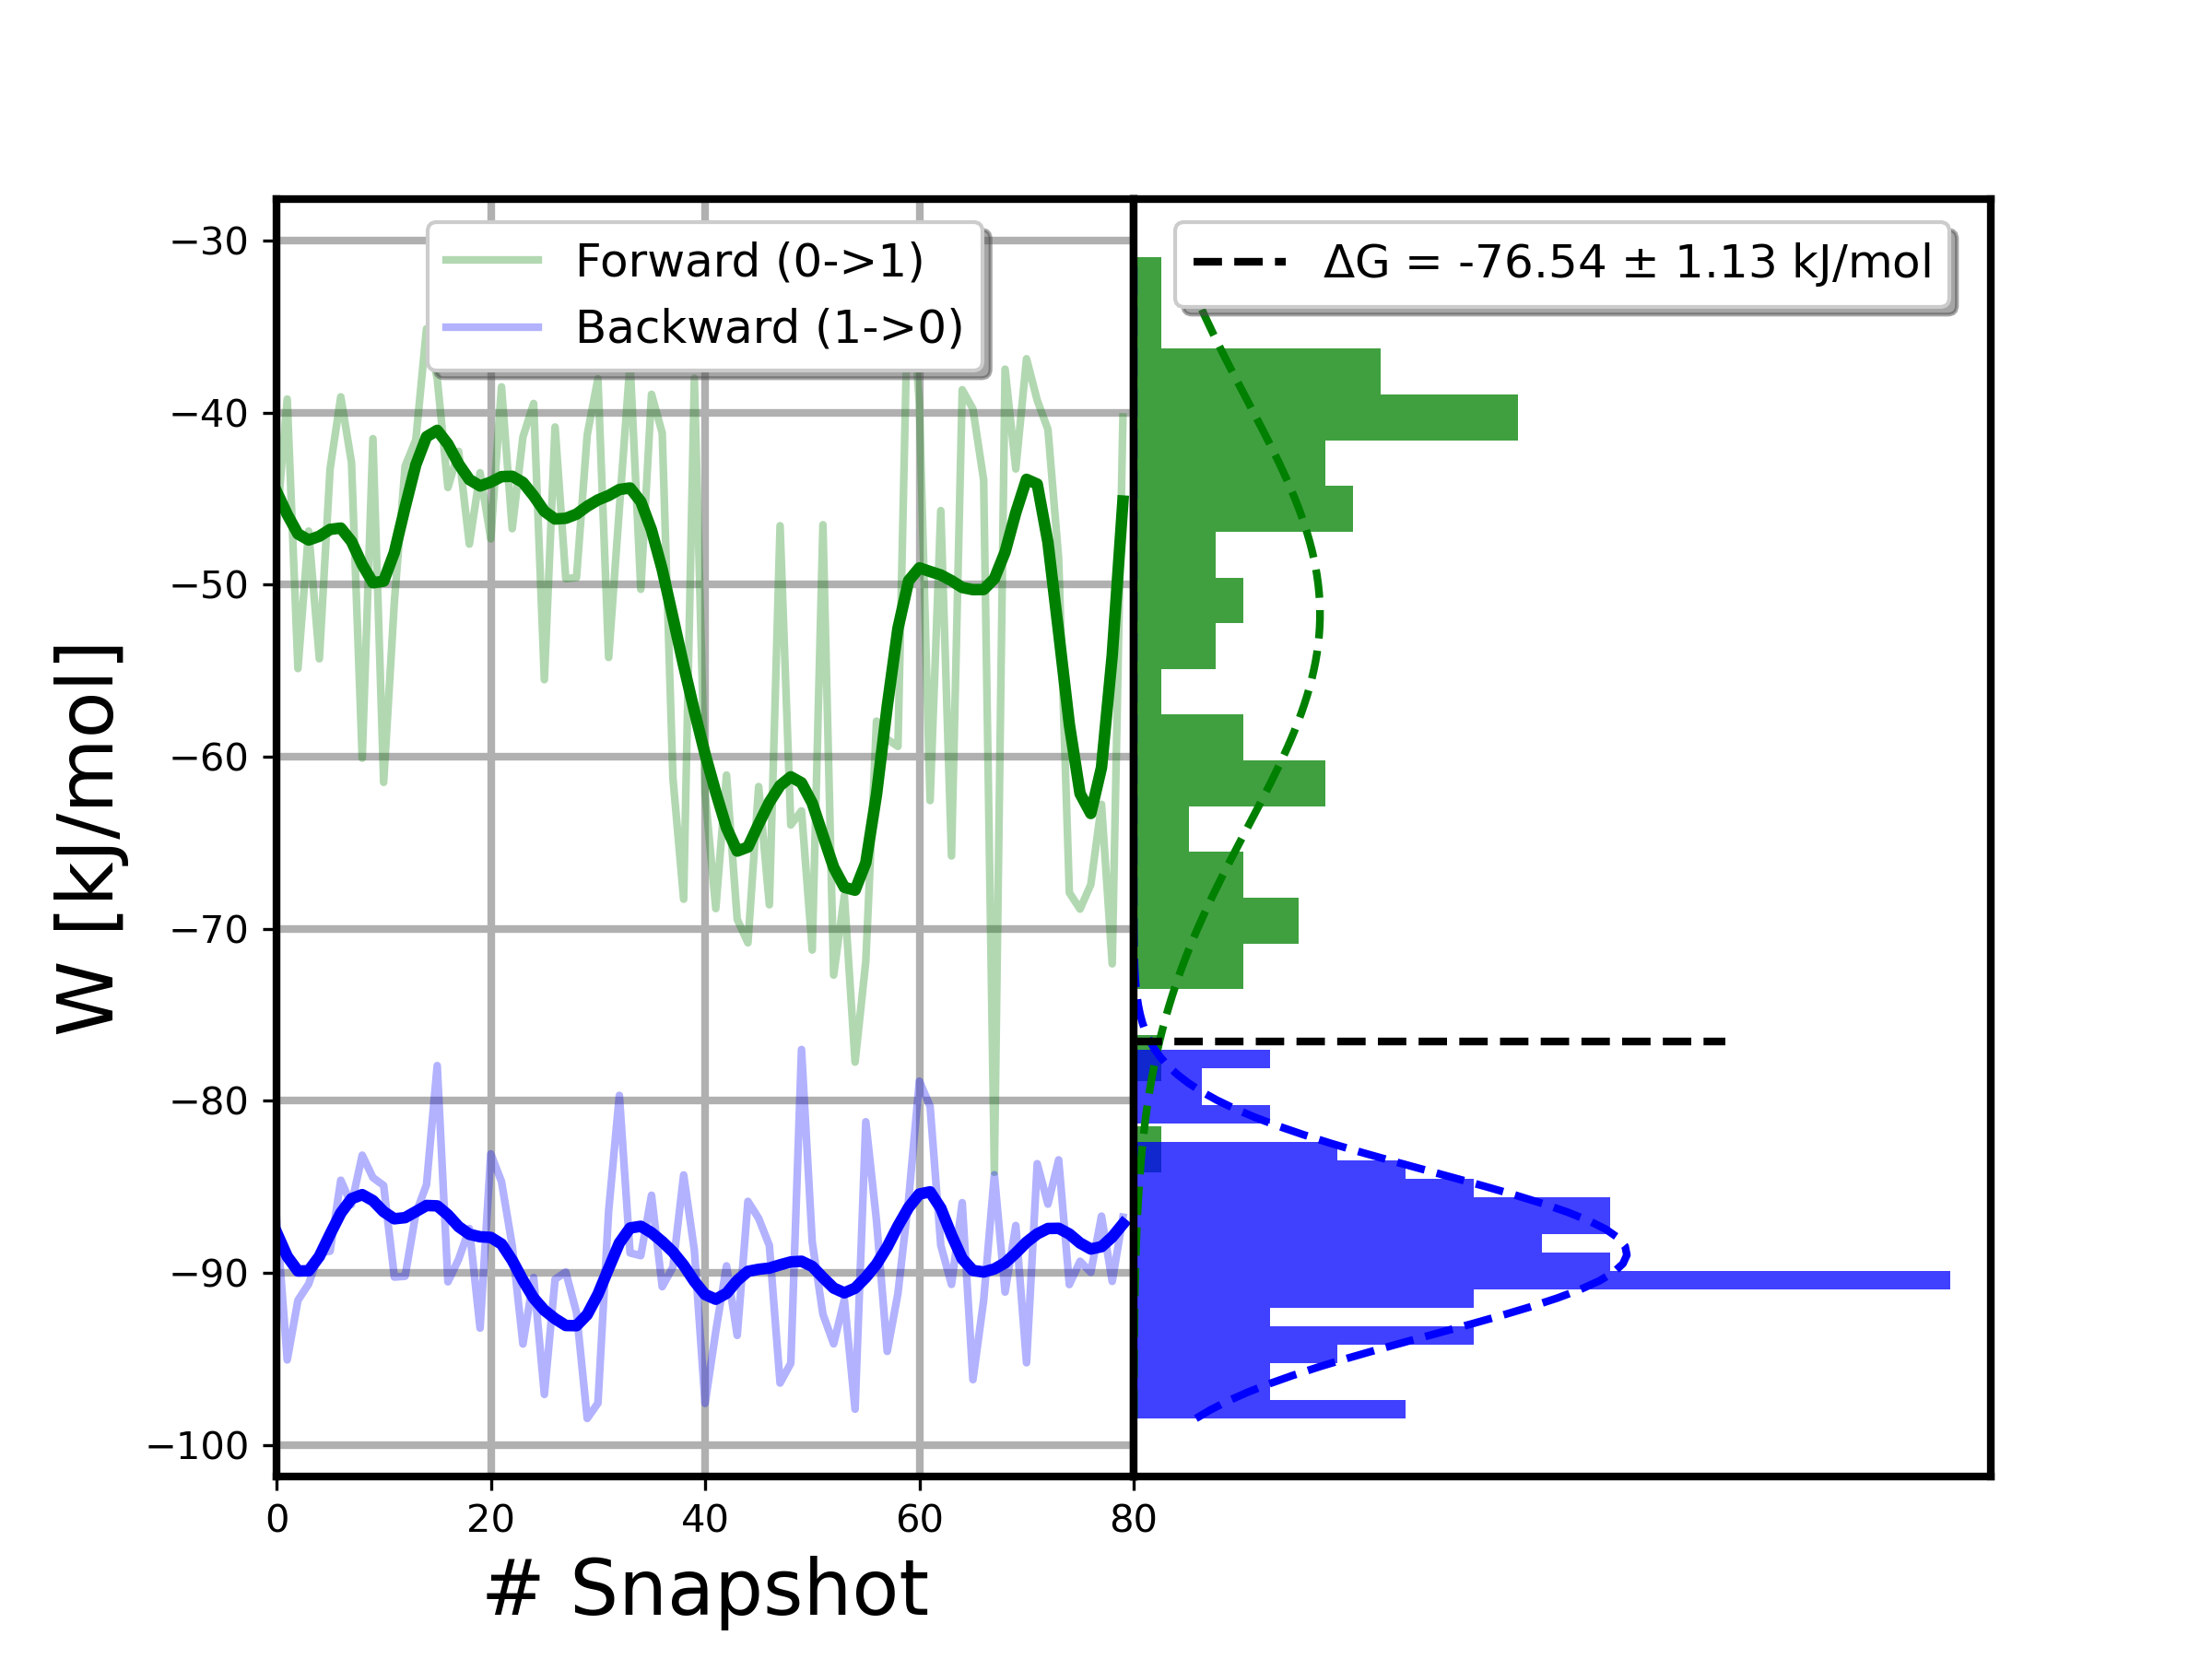 Forward (0->1)
Backward (1->0)
ΔG = -76.54 ± 1.13 kJ/mol
W [kJ/mol]
−30
−40
−50
−60
−70
−80
−90
−100
0 20 40 60 80
# Snapshot